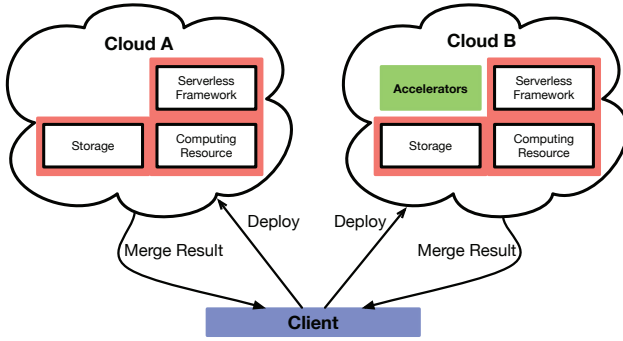 Cloud A
Serverless
Framework
Storage
Computing
Resource
Cloud B
Accelerators
Serverless
Framework
Storage
Computing
Resource
Deploy
Deploy
Merge Result
Merge Result
Client